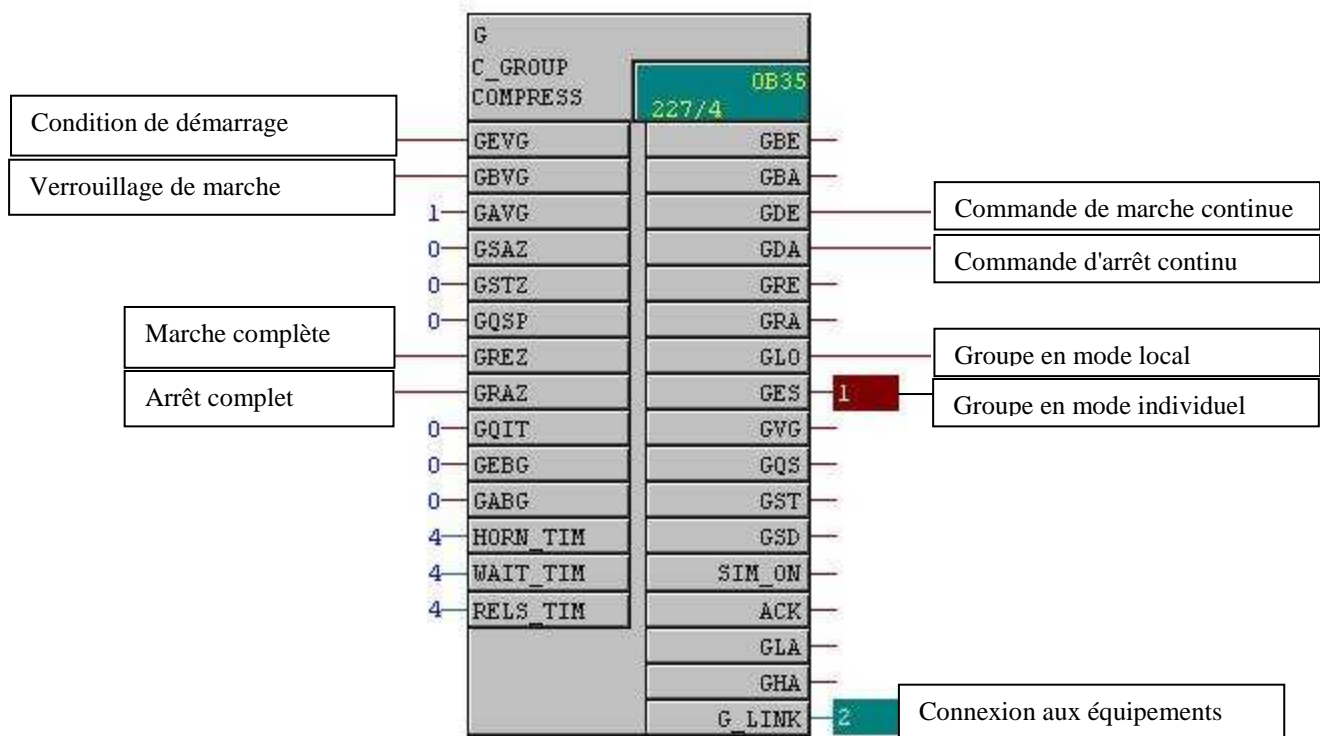 G
C_GROUP
COMPRESS
OB35
227/4
Condition de démarrage
GEVG
GBE
Verrouillage de marche
GBVG
GBA
1
GAVG
GDE
Commande de marche continue
0
GSAZ
GDA
Commande d'arrêt continu
0
GSTZ
GRE
0
GQSP
GRA
Marche complète
GREZ
GLO
Groupe en mode local
Arrêt complet
GRAZ
GES
1
Groupe en mode individuel
0
GQIT
GVG
0
GEBG
GQS
0
GABG
GST
4
HORN_TIM
GSD
4
WAIT_TIM
SIM_ON
4
RELS_TIM
ACK
GLA
GHA
G_LINK
2
Connexion aux équipements